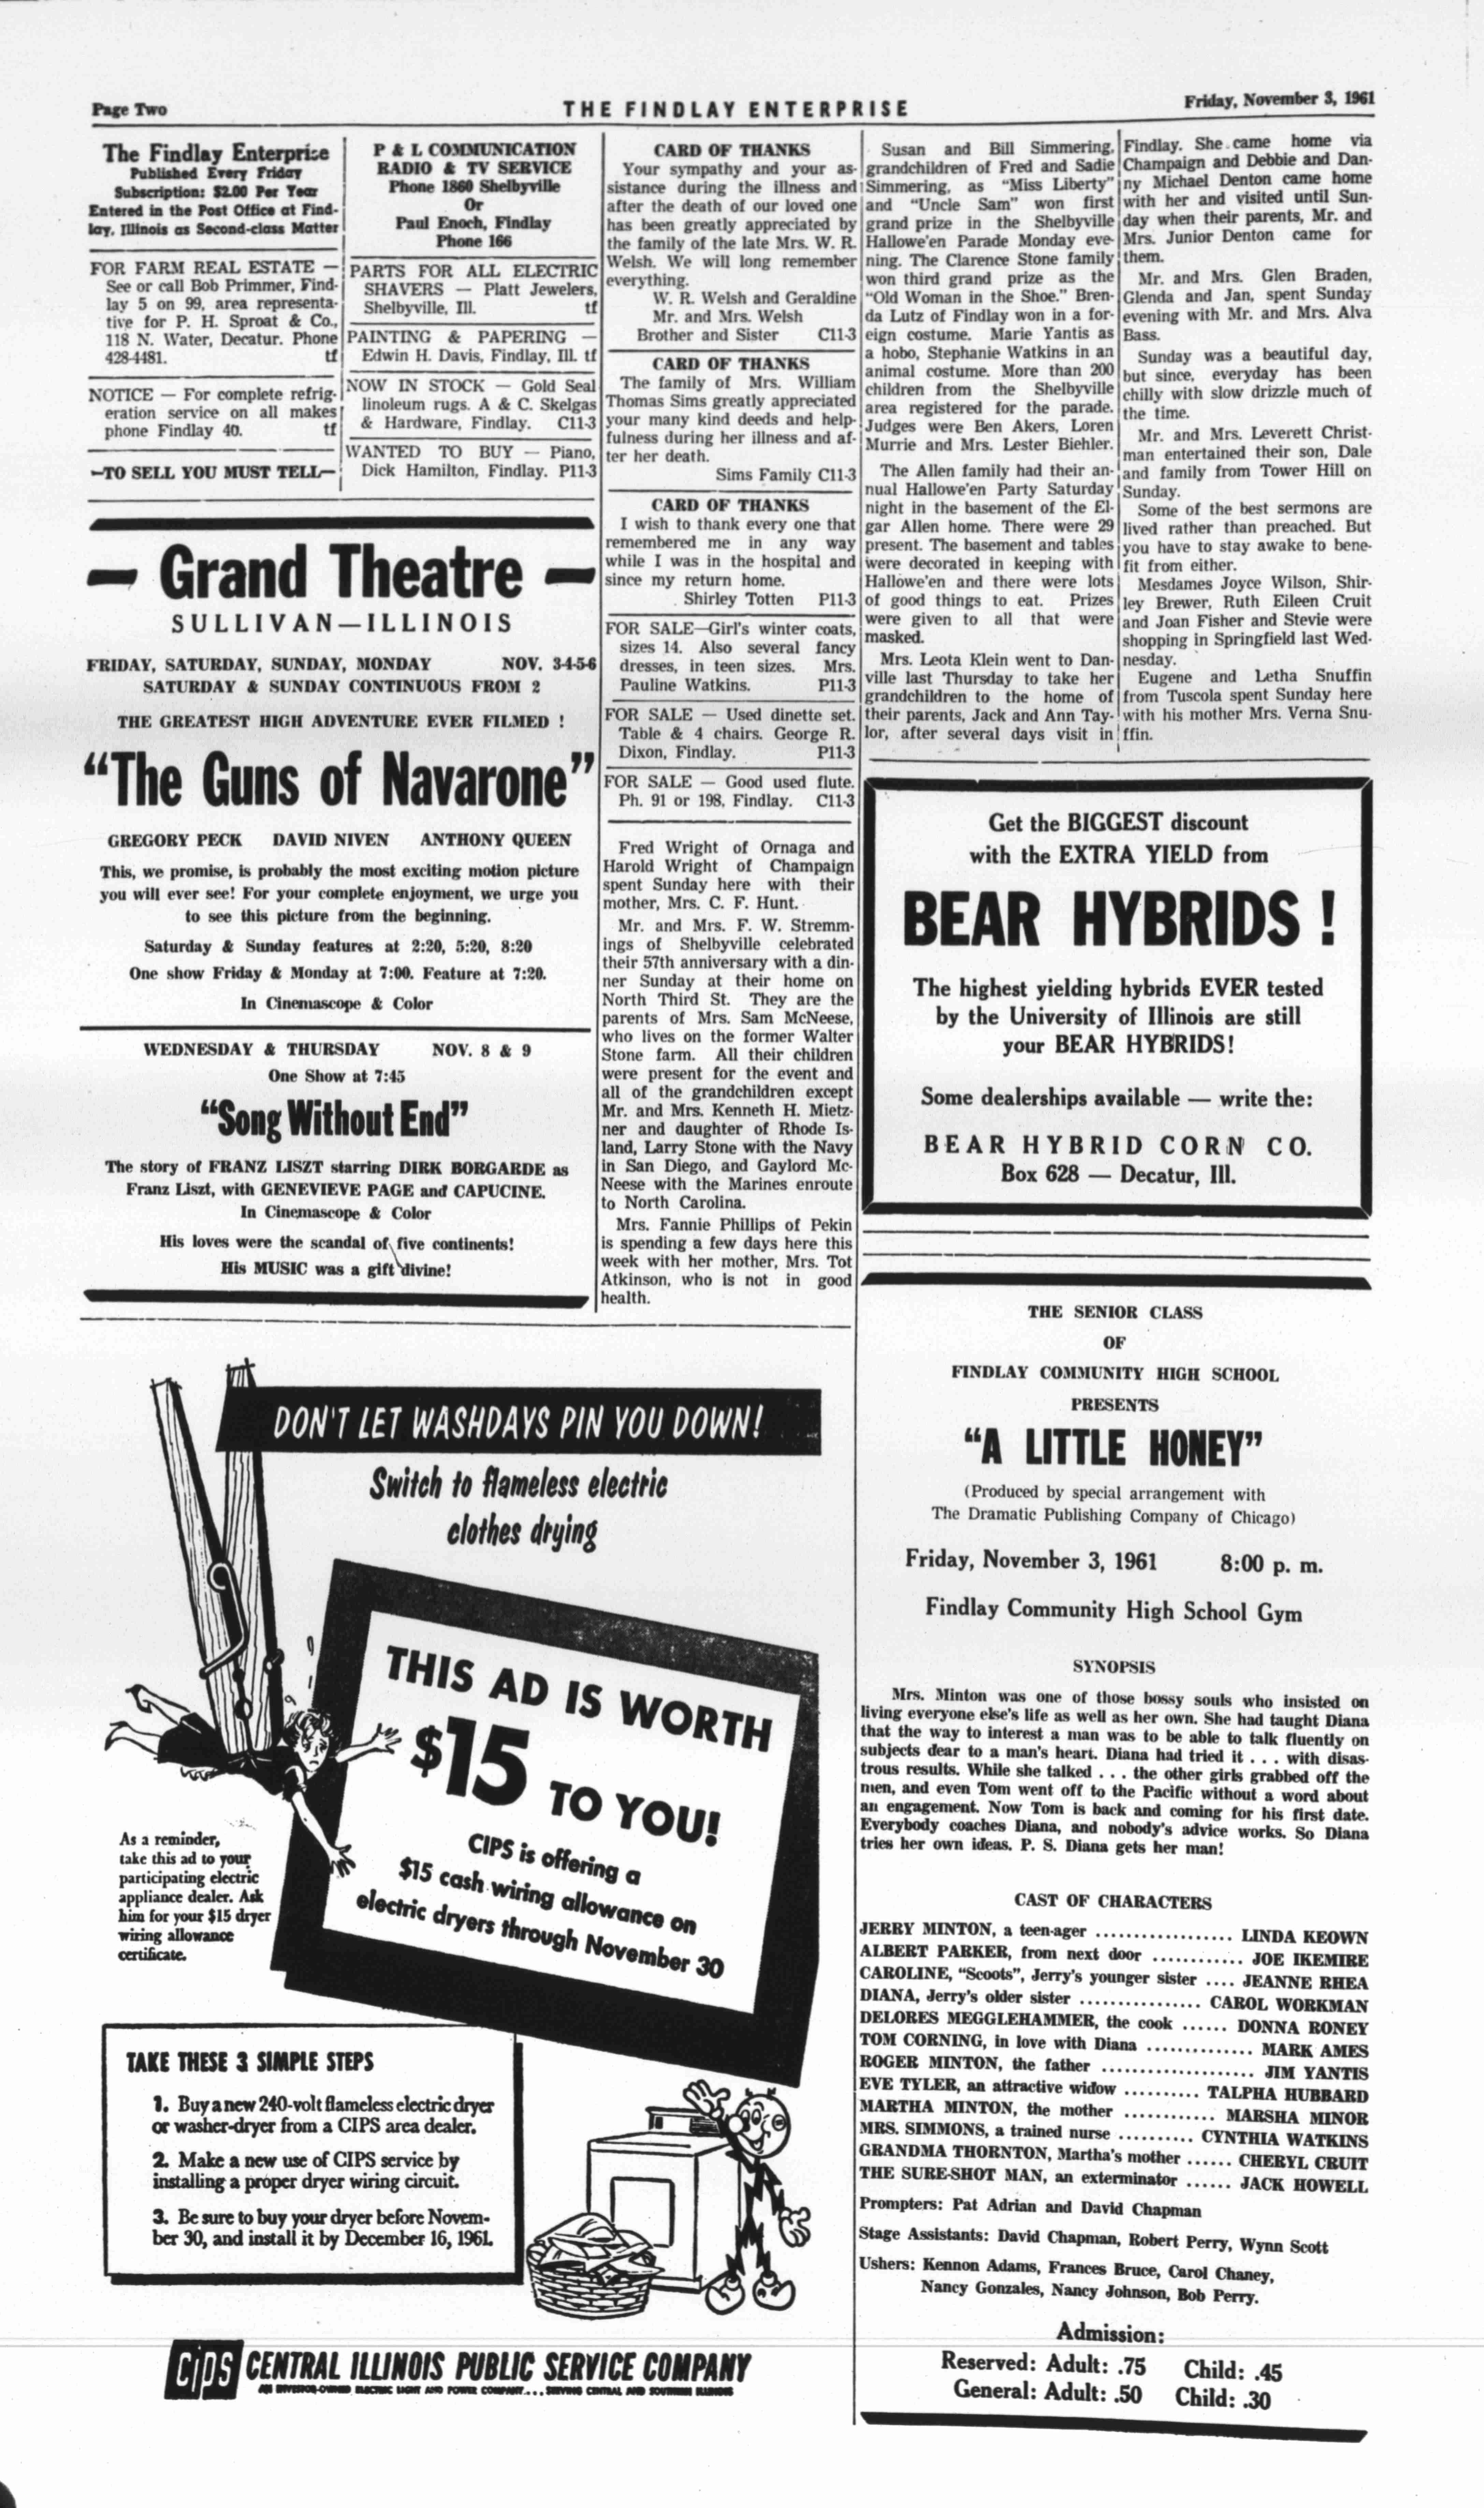 Page Two
THE FINDLAY ENTERPRISE
Friday, November 3, 1961
The Findlay Enterprise
Published Every Friday
Subscription: $2.00 Per Year
Entered in the Post Office at Find-
lay, Illinois as Second-class Matter
FOR FARM REAL ESTATE —
See or call Bob Primmer, Find-
lay 5 on 99, area representa-
tive for P. H. Sproat & Co.,
118 N. Water, Decatur. Phone
428-4481. tf
NOTICE — For complete refrig-
eration service on all makes
phone Findlay 40. tf
—TO SELL YOU MUST TELL—
P & L COMMUNICATION
RADIO & TV SERVICE
Phone 1860 Shelbyville
Or
Paul Enoch, Findlay
Phone 166
PARTS FOR ALL ELECTRIC
SHAVERS — Platt Jewelers,
Shelbyville, Ill. tf
PAINTING & PAPERING —
Edwin H. Davis, Findlay, Ill. tf
NOW IN STOCK — Gold Seal
linoleum rugs. A & C. Skelgas
& Hardware, Findlay. C11-3
WANTED TO BUY — Piano,
Dick Hamilton, Findlay. P11-3
— Grand Theatre —
SULLIVAN—ILLINOIS
FRIDAY, SATURDAY, SUNDAY, MONDAY NOV. 3-4-5-6
SATURDAY & SUNDAY CONTINUOUS FROM 2
THE GREATEST HIGH ADVENTURE EVER FILMED !
“The Guns of Navarone”
GREGORY PECK DAVID NIVEN ANTHONY QUEEN
This, we promise, is probably the most exciting motion picture
you will ever see! For your complete enjoyment, we urge you
to see this picture from the beginning.
Saturday & Sunday features at 2:20, 5:20, 8:20
One show Friday & Monday at 7:00. Feature at 7:20.
In Cinemascope & Color
WEDNESDAY & THURSDAY NOV. 8 & 9
One Show at 7:45
“Song Without End”
The story of FRANZ LISZT starring DIRK BORGARDE as
Franz Liszt, with GENEVIEVE PAGE and CAPUCINE.
In Cinemascope & Color
His loves were the scandal of five continents!
His MUSIC was a gift divine!
CARD OF THANKS
Your sympathy and your as-
sistance during the illness and
after the death of our loved one
has been greatly appreciated by
the family of the late Mrs. W. R.
Welsh. We will long remember
everything.
W. R. Welsh and Geraldine
Mr. and Mrs. Welsh
Brother and Sister C11-3
CARD OF THANKS
The family of Mrs. William
Thomas Sims greatly appreciated
your many kind deeds and help-
fulness during her illness and af-
ter her death.
Sims Family C11-3
CARD OF THANKS
I wish to thank every one that
remembered me in any way
while I was in the hospital and
since my return home.
Shirley Totten P11-3
FOR SALE—Girl's winter coats,
sizes 14. Also several fancy
dresses, in teen sizes. Mrs.
Pauline Watkins. P11-3
FOR SALE — Used dinette set.
Table & 4 chairs. George R.
Dixon, Findlay. P11-3
FOR SALE — Good used flute.
Ph. 91 or 198, Findlay. C11-3
Fred Wright of Ornaga and
Harold Wright of Champaign
spent Sunday here with their
mother, Mrs. C. F. Hunt.
Mr. and Mrs. F. W. Stremm-
ings of Shelbyville celebrated
their 57th anniversary with a din-
ner Sunday at their home on
North Third St. They are the
parents of Mrs. Sam McNeese,
who lives on the former Walter
Stone farm. All their children
were present for the event and
all of the grandchildren except
Mr. and Mrs. Kenneth H. Mietz-
ner and daughter of Rhode Is-
land, Larry Stone with the Navy
in San Diego, and Gaylord Mc-
Neese with the Marines enroute
to North Carolina.
Mrs. Fannie Phillips of Pekin
is spending a few days here this
week with her mother, Mrs. Tot
Atkinson, who is not in good
health.
Susan and Bill Simmering,
grandchildren of Fred and Sadie
Simmering, as “Miss Liberty”
and “Uncle Sam” won first
grand prize in the Shelbyville
Hallowe'en Parade Monday eve-
ning. The Clarence Stone family
won third grand prize as the
“Old Woman in the Shoe.” Bren-
da Lutz of Findlay won in a for-
eign costume. Marie Yantis as
a hobo, Stephanie Watkins in an
animal costume. More than 200
children from the Shelbyville
area registered for the parade.
Judges were Ben Akers, Loren
Murrie and Mrs. Lester Biehler.
The Allen family had their an-
nual Hallowe'en Party Saturday
night in the basement of the El-
gar Allen home. There were 29
present. The basement and tables
were decorated in keeping with
Hallowe'en and there were lots
of good things to eat. Prizes
were given to all that were
masked.
Mrs. Leota Klein went to Dan-
ville last Thursday to take her
grandchildren to the home of
their parents, Jack and Ann Tay-
lor, after several days visit in
Findlay. She came home via
Champaign and Debbie and Dan-
ny Michael Denton came home
with her and visited until Sun-
day when their parents, Mr. and
Mrs. Junior Denton came for
them.
Mr. and Mrs. Glen Braden,
Glenda and Jan, spent Sunday
evening with Mr. and Mrs. Alva
Bass.
Sunday was a beautiful day,
but since, everyday has been
chilly with slow drizzle much of
the time.
Mr. and Mrs. Leverett Christ-
man entertained their son, Dale
and family from Tower Hill on
Sunday.
Some of the best sermons are
lived rather than preached. But
you have to stay awake to bene-
fit from either.
Mesdames Joyce Wilson, Shir-
ley Brewer, Ruth Eileen Cruit
and Joan Fisher and Stevie were
shopping in Springfield last Wed-
nesday.
Eugene and Letha Snuffin
from Tuscola spent Sunday here
with his mother Mrs. Verna Snu-
ffin.
Get the BIGGEST discount
with the EXTRA YIELD from
BEAR HYBRIDS !
The highest yielding hybrids EVER tested
by the University of Illinois are still
your BEAR HYBRIDS!
Some dealerships available — write the:
BEAR HYBRID CORN CO.
Box 628 — Decatur, Ill.
THE SENIOR CLASS
OF
FINDLAY COMMUNITY HIGH SCHOOL
PRESENTS
“A LITTLE HONEY”
(Produced by special arrangement with
The Dramatic Publishing Company of Chicago)
Friday, November 3, 1961 8:00 p. m.
Findlay Community High School Gym
SYNOPSIS
Mrs. Minton was one of those bossy souls who insisted on
living everyone else's life as well as her own. She had taught Diana
that the way to interest a man was to be able to talk fluently on
subjects dear to a man's heart. Diana had tried it . . . with disas-
trous results. While she talked . . . the other girls grabbed off the
men, and even Tom went off to the Pacific without a word about
an engagement. Now Tom is back and coming for his first date.
Everybody coaches Diana, and nobody's advice works. So Diana
tries her own ideas. P. S. Diana gets her man!
CAST OF CHARACTERS
JERRY MINTON, a teen-ager .................. LINDA KEOWN
ALBERT PARKER, from next door ............ JOE IKEMIRE
CAROLINE, “Scoots”, Jerry's younger sister .... JEANNE RHEA
DIANA, Jerry's older sister ................ CAROL WORKMAN
DELORES MEGGLEHAMMER, the cook ...... DONNA RONEY
TOM CORNING, in love with Diana .............. MARK AMES
ROGER MINTON, the father .................... JIM YANTIS
EVE TYLER, an attractive widow .......... TALPHA HUBBARD
MARTHA MINTON, the mother ............ MARSHA MINOR
MRS. SIMMONS, a trained nurse .......... CYNTHIA WATKINS
GRANDMA THORNTON, Martha's mother ...... CHERYL CRUIT
THE SURE-SHOT MAN, an exterminator ...... JACK HOWELL
Prompters: Pat Adrian and David Chapman
Stage Assistants: David Chapman, Robert Perry, Wynn Scott
Ushers: Kennon Adams, Frances Bruce, Carol Chaney,
Nancy Gonzales, Nancy Johnson, Bob Perry.
Admission:
Reserved: Adult: .75 Child: .45
General: Adult: .50 Child: .30
DON'T LET WASHDAYS PIN YOU DOWN!
Switch to flameless electric
clothes drying
THIS AD IS WORTH
$15 TO YOU!
CIPS is offering a
$15 cash wiring allowance on
electric dryers through November 30
As a reminder,
take this ad to your
participating electric
appliance dealer. Ask
him for your $15 dryer
wiring allowance
certificate.
TAKE THESE 3 SIMPLE STEPS
1. Buy a new 240-volt flameless electric dryer
or washer-dryer from a CIPS area dealer.
2. Make a new use of CIPS service by
installing a proper dryer wiring circuit.
3. Be sure to buy your dryer before Novem-
ber 30, and install it by December 16, 1961.
CIPS CENTRAL ILLINOIS PUBLIC SERVICE COMPANY
AN INVESTOR-OWNED ELECTRIC LIGHT AND POWER COMPANY... SERVING CENTRAL AND SOUTHERN ILLINOIS